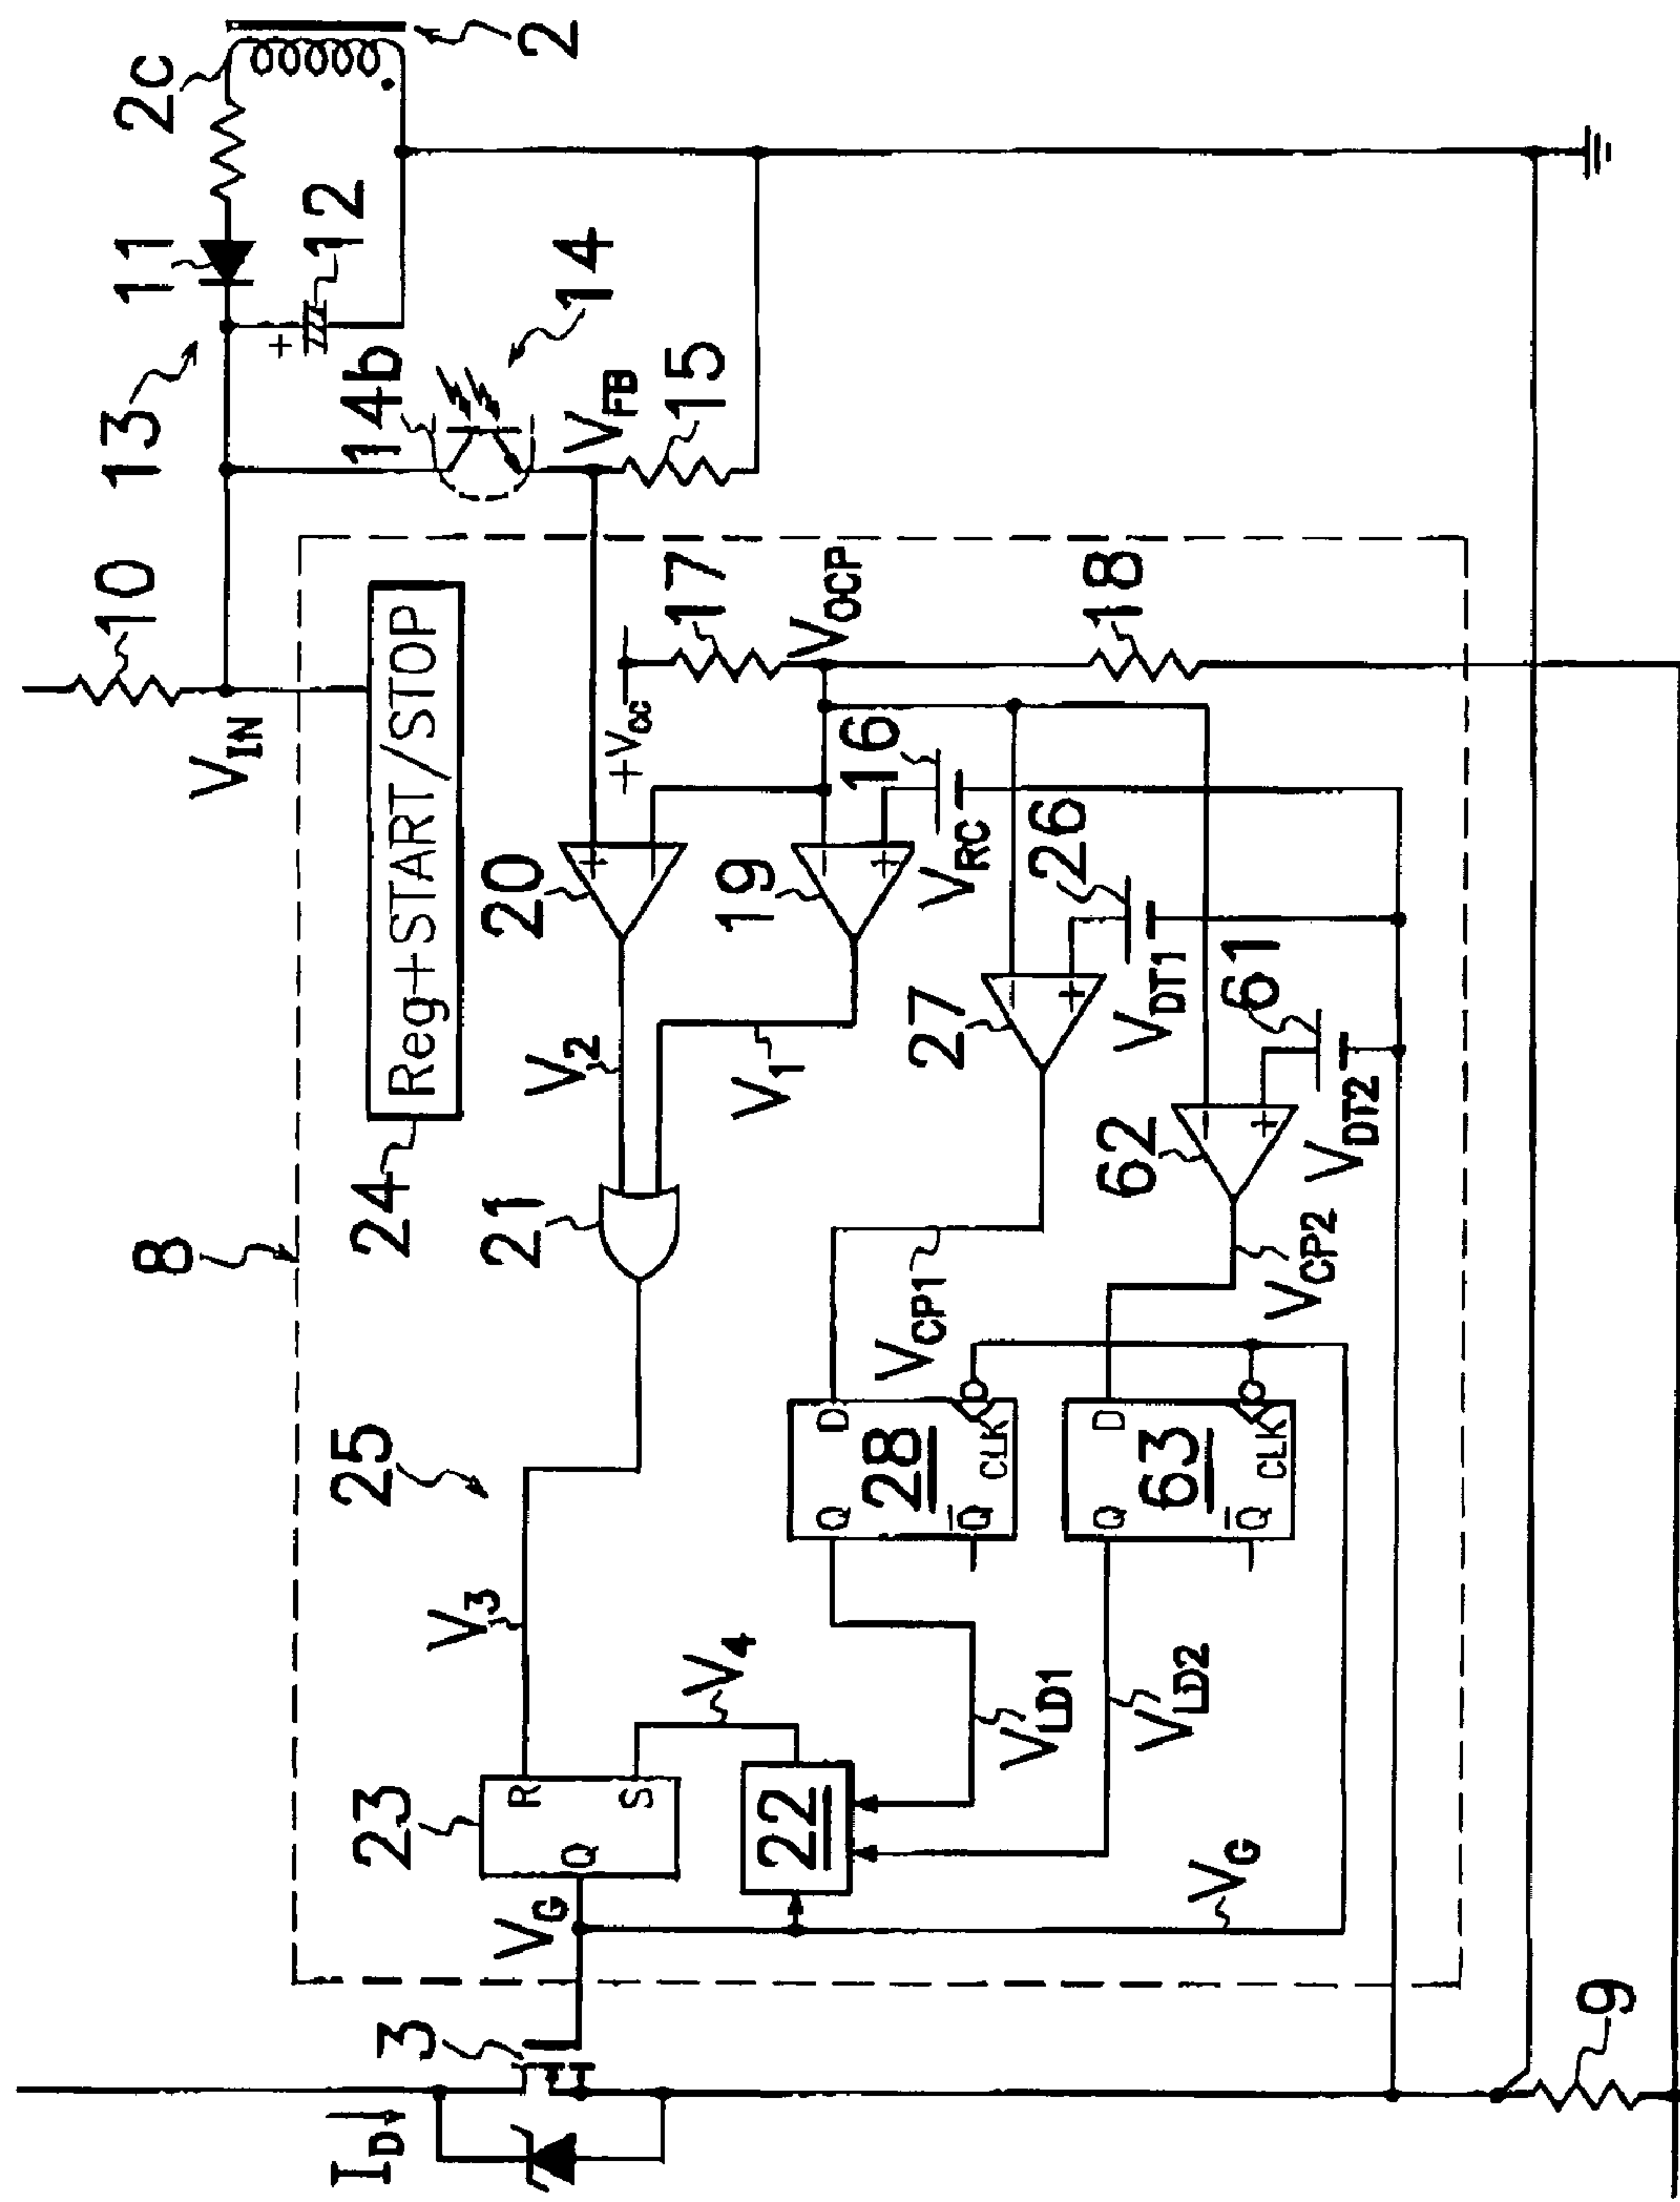 I_D
3
9
8
V_G
23
Q
R
S
V_3
V_4
22
V_G
25
V_LD1
V_LD2
Q
D
28
Q̅
CLK
Q
D
63
Q̅
CLK
24
Reg+START/STOP
21
V_2
V_1
V_CP1
V_CP2
20
+
−
19
−
+
27
−
+
62
−
+
V_RC
16
V_DT1
26
V_DT2
61
V_IN
10
+V_CC
17
V_OCP
18
13
11
+
12
14b
14
V_FB
15
2c
2